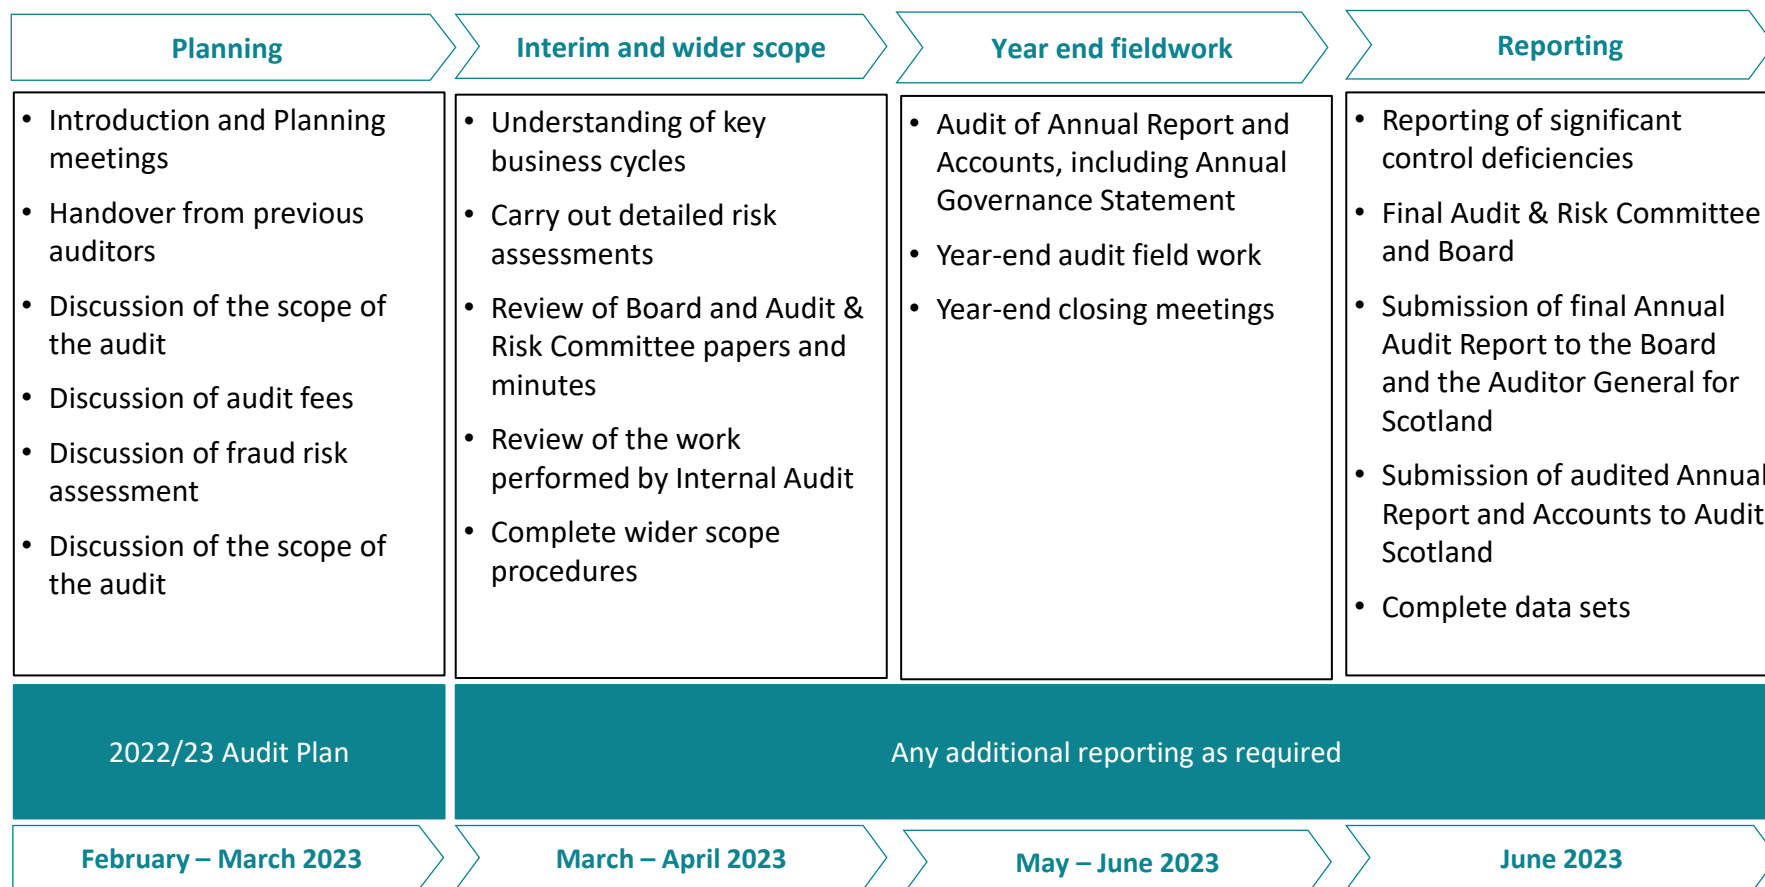 Planning
Interim and wider scope
Year end fieldwork
Reporting
• Introduction and Planning
meetings
• Handover from previous
auditors
• Discussion of the scope of
the audit
• Discussion of audit fees
• Discussion of fraud risk
assessment
• Discussion of the scope of
the audit
• Understanding of key
business cycles
• Carry out detailed risk
assessments
• Review of Board and Audit &
Risk Committee papers and
minutes
• Review of the work
performed by Internal Audit
• Complete wider scope
procedures
• Audit of Annual Report and
Accounts, including Annual
Governance Statement
• Year-end audit field work
• Year-end closing meetings
• Reporting of significant
control deficiencies
• Final Audit & Risk Committee
and Board
• Submission of final Annual
Audit Report to the Board
and the Auditor General for
Scotland
• Submission of audited Annual
Report and Accounts to Audit
Scotland
• Complete data sets
2022/23 Audit Plan
Any additional reporting as required
February – March 2023
March – April 2023
May – June 2023
June 2023